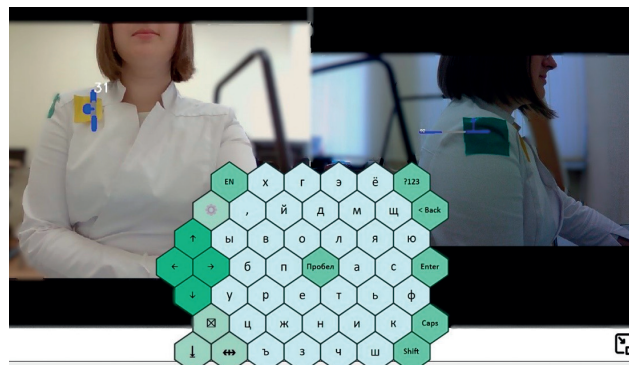 31
EN х г э ё ?123
, й д м щ < Back
↑ ы в о л я ю
← → б п Пробел а с Enter
↓ у р е т ь ф
ц ж н и к Caps
ъ з ч ш Shift